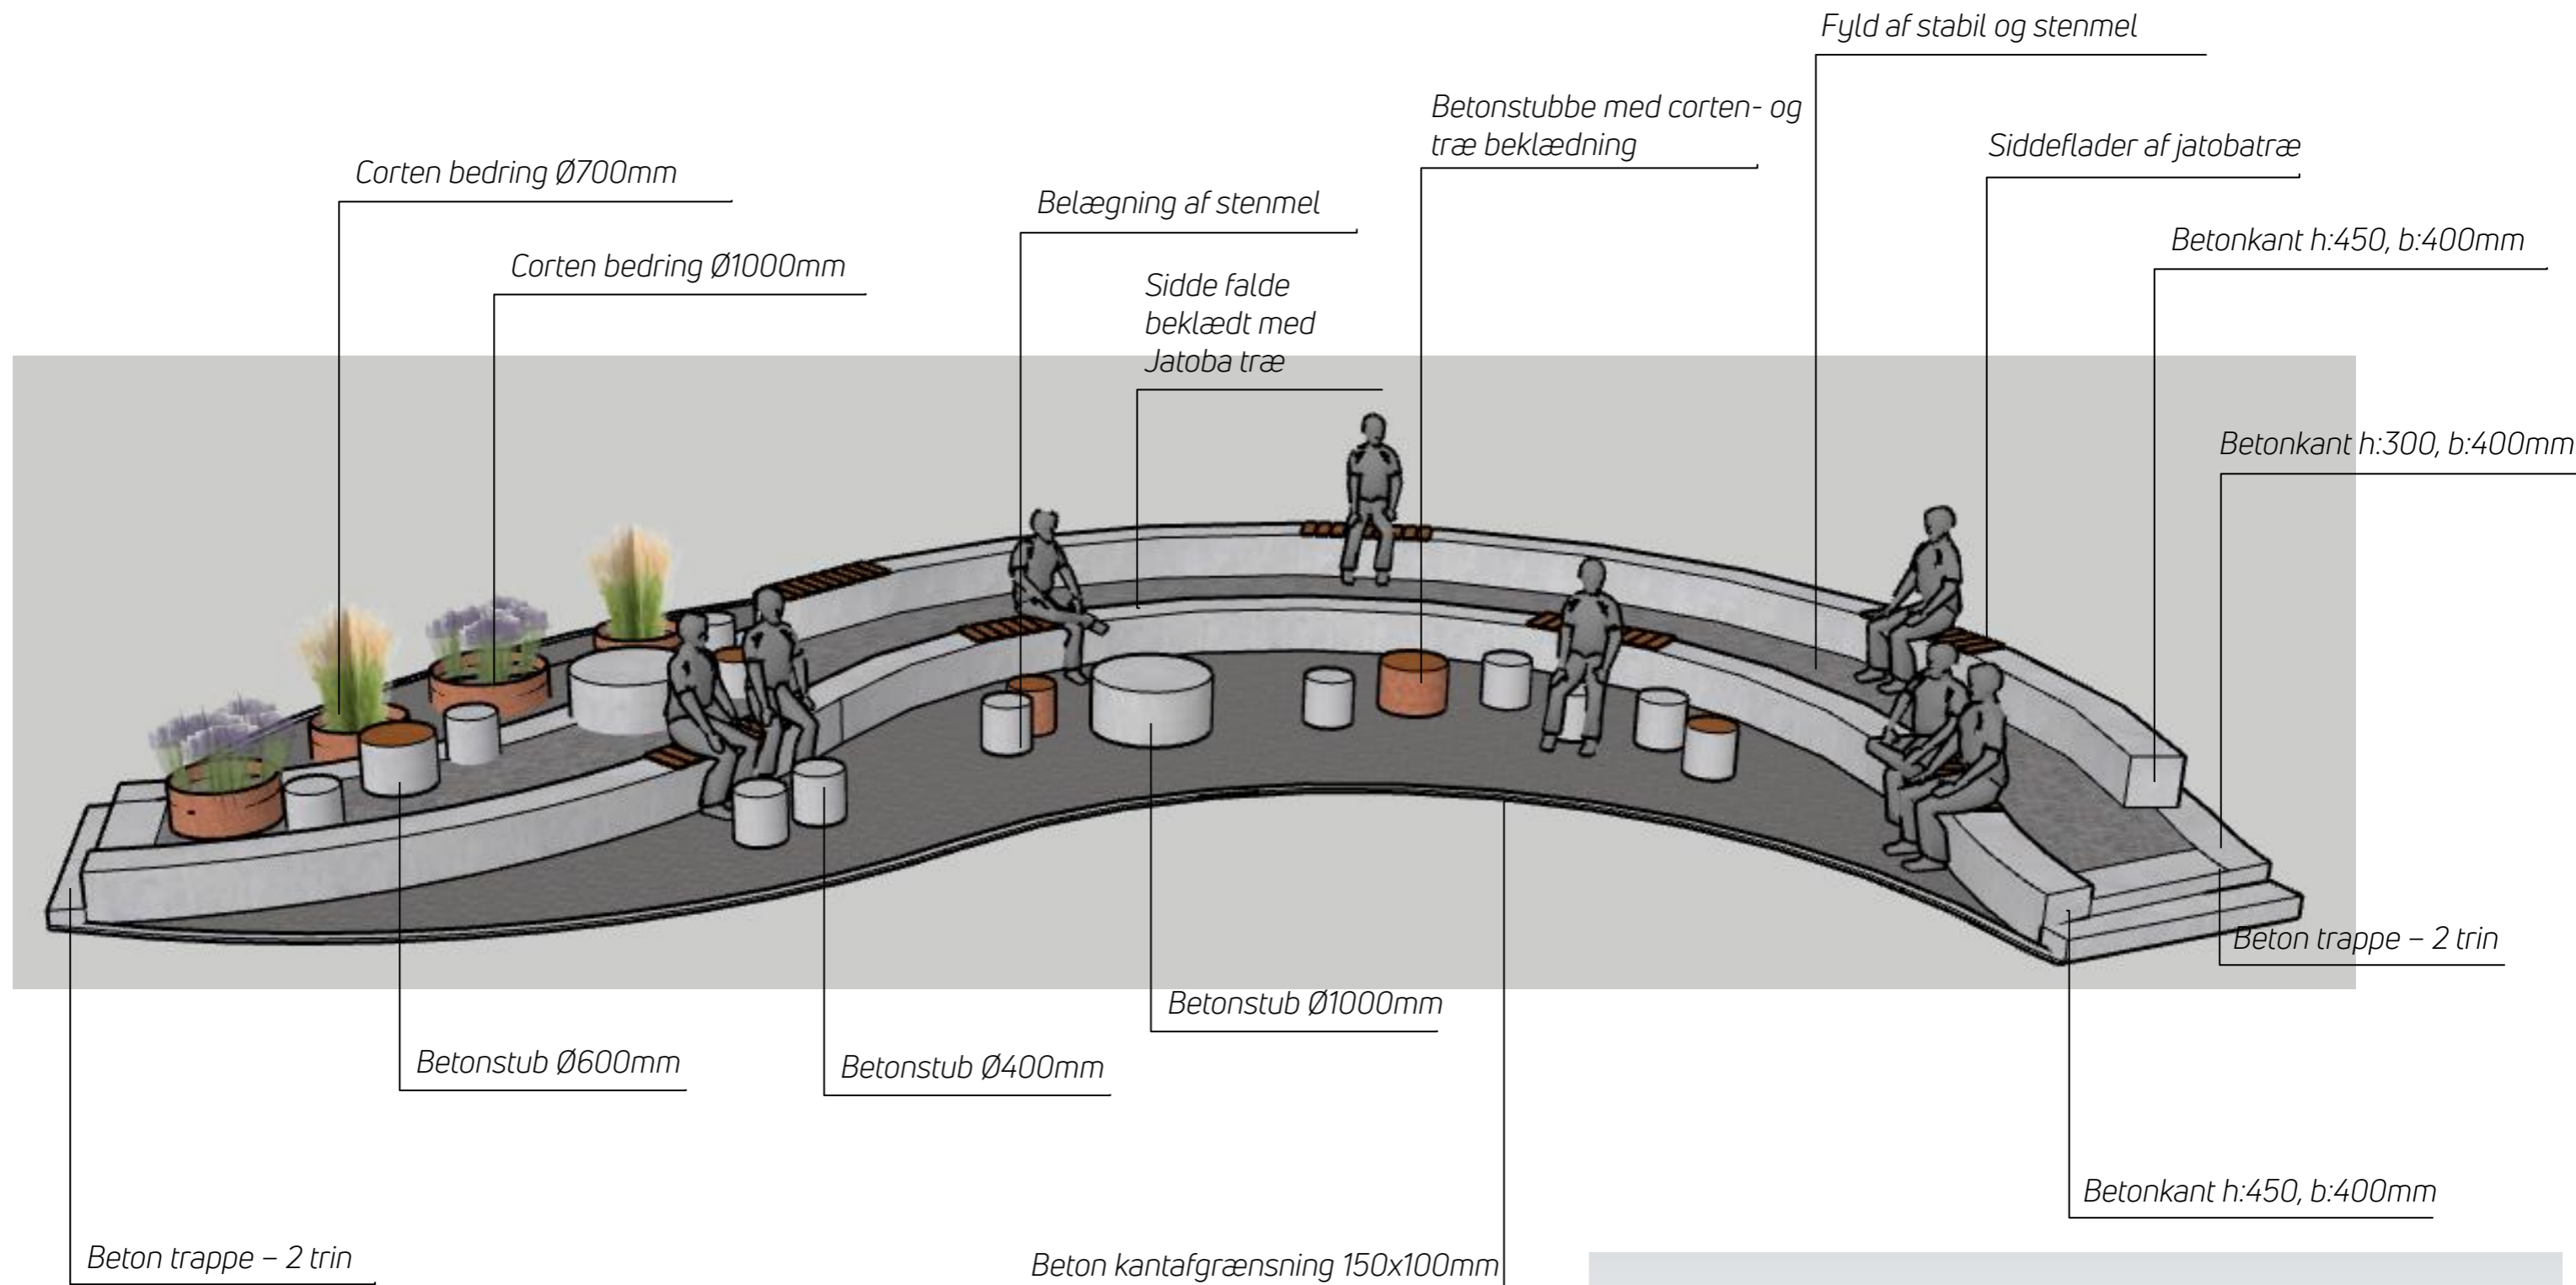 Fyld af stabil og stenmel
Betonstubbe med corten- og
træ beklædning
Siddeflader af jatobatræ
Corten bedring Ø700mm
Belægning af stenmel
Betonkant h:450, b:400mm
Corten bedring Ø1000mm
Sidde falde
beklædt med
Jatoba træ
Betonkant h:300, b:400mm
Beton trappe – 2 trin
Betonstub Ø1000mm
Betonstub Ø600mm
Betonstub Ø400mm
Betonkant h:450, b:400mm
Beton trappe – 2 trin
Beton kantafgrænsning 150x100mm